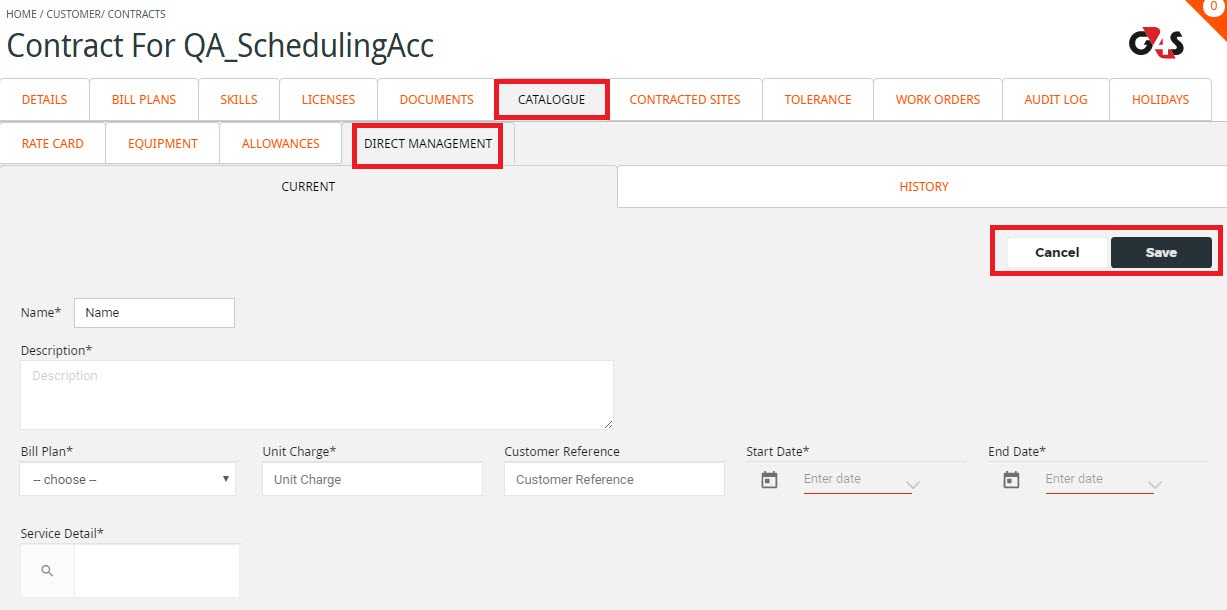 HOME / CUSTOMER/ CONTRACTS
0
Contract For QA_SchedulingAcc
G4S
DETAILS BILL PLANS SKILLS LICENSES DOCUMENTS CATALOGUE CONTRACTED SITES TOLERANCE WORK ORDERS AUDIT LOG HOLIDAYS
RATE CARD EQUIPMENT ALLOWANCES DIRECT MANAGEMENT
CURRENT HISTORY
Cancel Save
Name* Name
Description*
Description
Bill Plan* Unit Charge* Customer Reference Start Date* End Date*
-- choose -- Unit Charge Customer Reference Enter date Enter date
Service Detail*